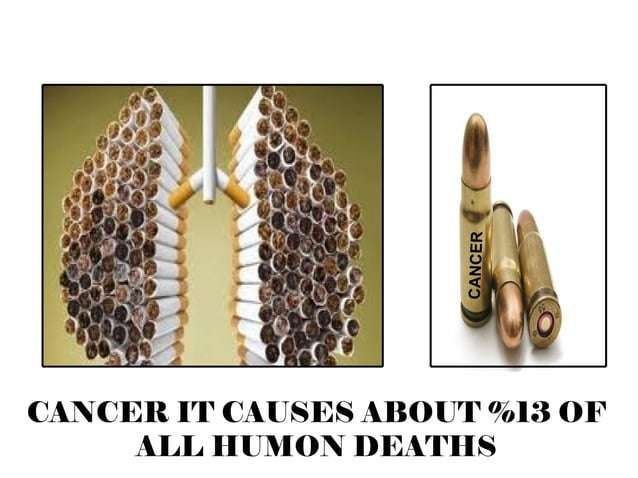 CANCER
CANCER IT CAUSES ABOUT %13 OF
ALL HUMON DEATHS